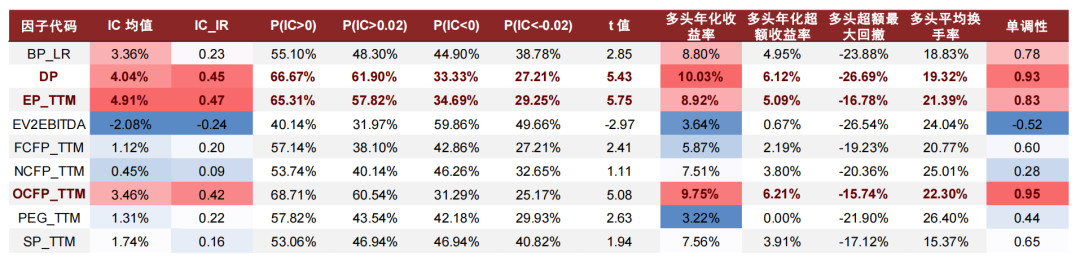 因子代码 IC 均值 IC_IR P(IC>0) P(IC>0.02) P(IC<0) P(IC<-0.02) t 值 多头年化收益率 多头年化超额收益率 多头超额最大回撤 多头平均换手率 单调性
BP_LR 3.36% 0.23 55.10% 48.30% 44.90% 38.78% 2.85 8.80% 4.95% -23.88% 18.83% 0.78
DP 4.04% 0.45 66.67% 61.90% 33.33% 27.21% 5.43 10.03% 6.12% -26.69% 19.32% 0.93
EP_TTM 4.91% 0.47 65.31% 57.82% 34.69% 29.25% 5.75 8.92% 5.09% -16.78% 21.39% 0.83
EV2EBITDA -2.08% -0.24 40.14% 31.97% 59.86% 49.66% -2.97 3.64% 0.67% -26.54% 24.04% -0.52
FCFP_TTM 1.12% 0.20 57.14% 38.10% 42.86% 27.21% 2.41 5.87% 2.19% -19.23% 20.77% 0.60
NCFP_TTM 0.45% 0.09 53.74% 40.14% 46.26% 32.65% 1.11 7.51% 3.80% -20.36% 25.01% 0.28
OCFP_TTM 3.46% 0.42 68.71% 60.54% 31.29% 25.17% 5.08 9.75% 6.21% -15.74% 22.30% 0.95
PEG_TTM 1.31% 0.22 57.82% 43.54% 42.18% 29.93% 2.63 3.22% 0.00% -21.90% 26.40% 0.44
SP_TTM 1.74% 0.16 53.06% 46.94% 46.94% 40.82% 1.94 7.56% 3.91% -17.12% 15.37% 0.65